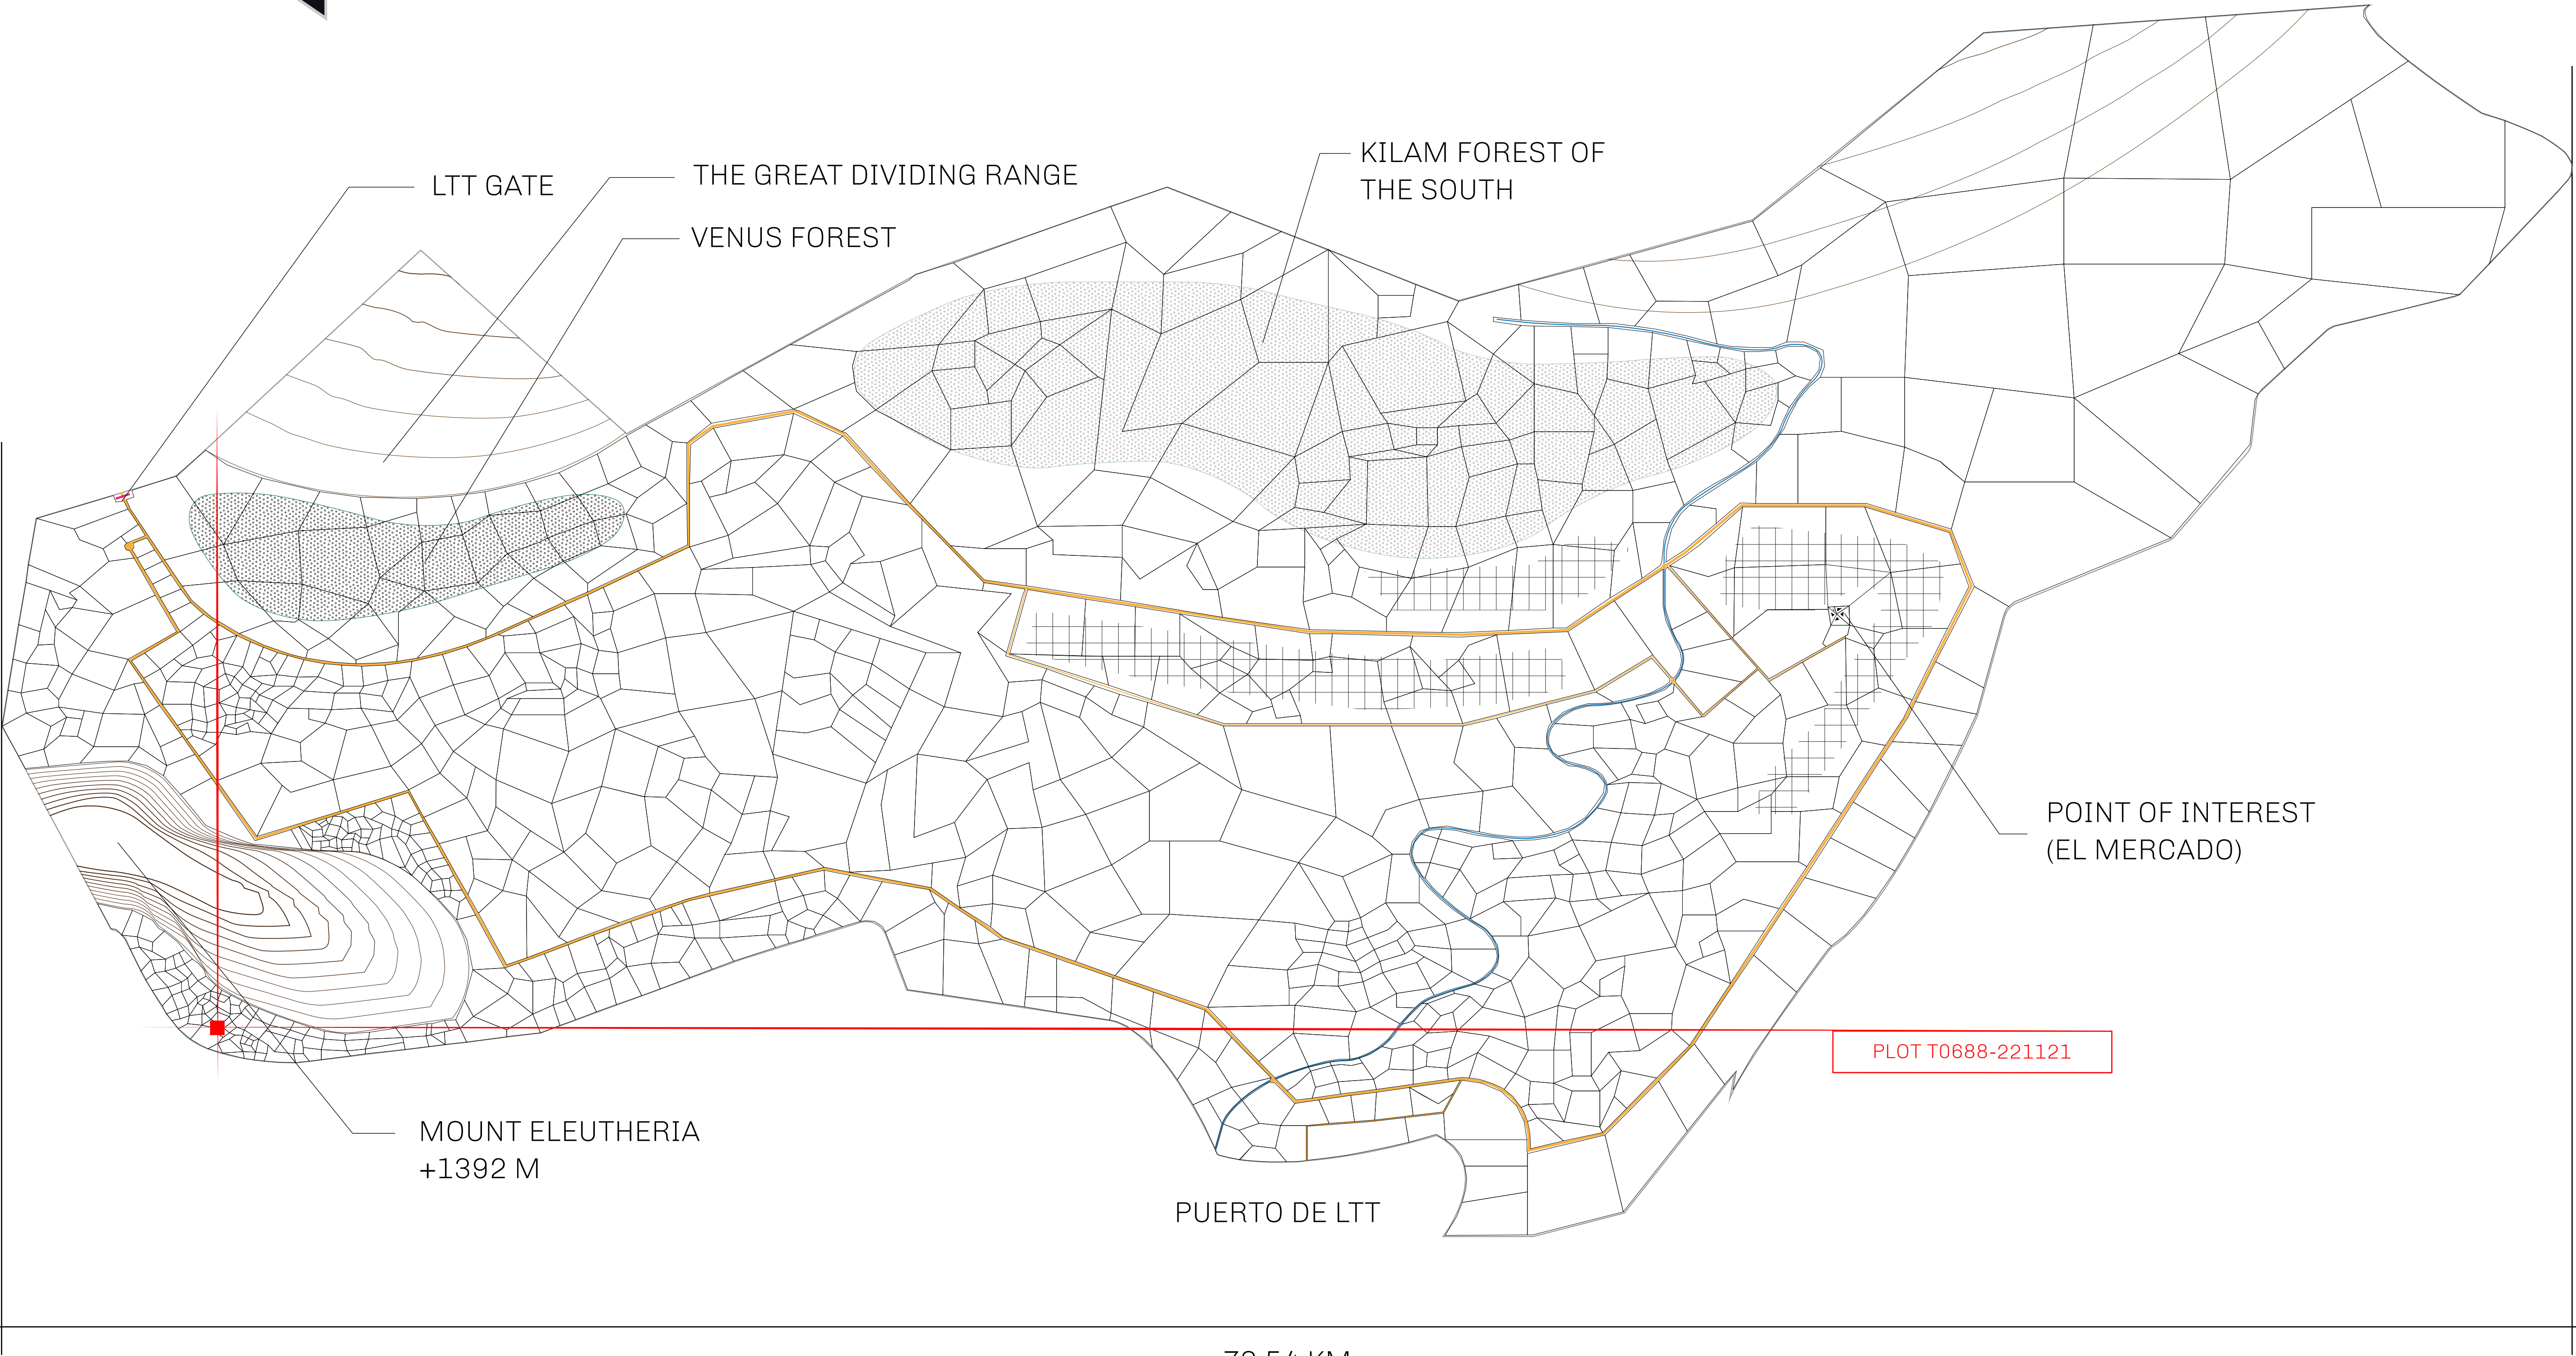 KILAM FOREST OF
THE SOUTH
THE GREAT DIVIDING RANGE
LTT GATE
VENUS FOREST
POINT OF INTEREST
(EL MERCADO)
PLOT T0688-221121
MOUNT ELEUTHERIA
+1392 M
PUERTO DE LTT
KM